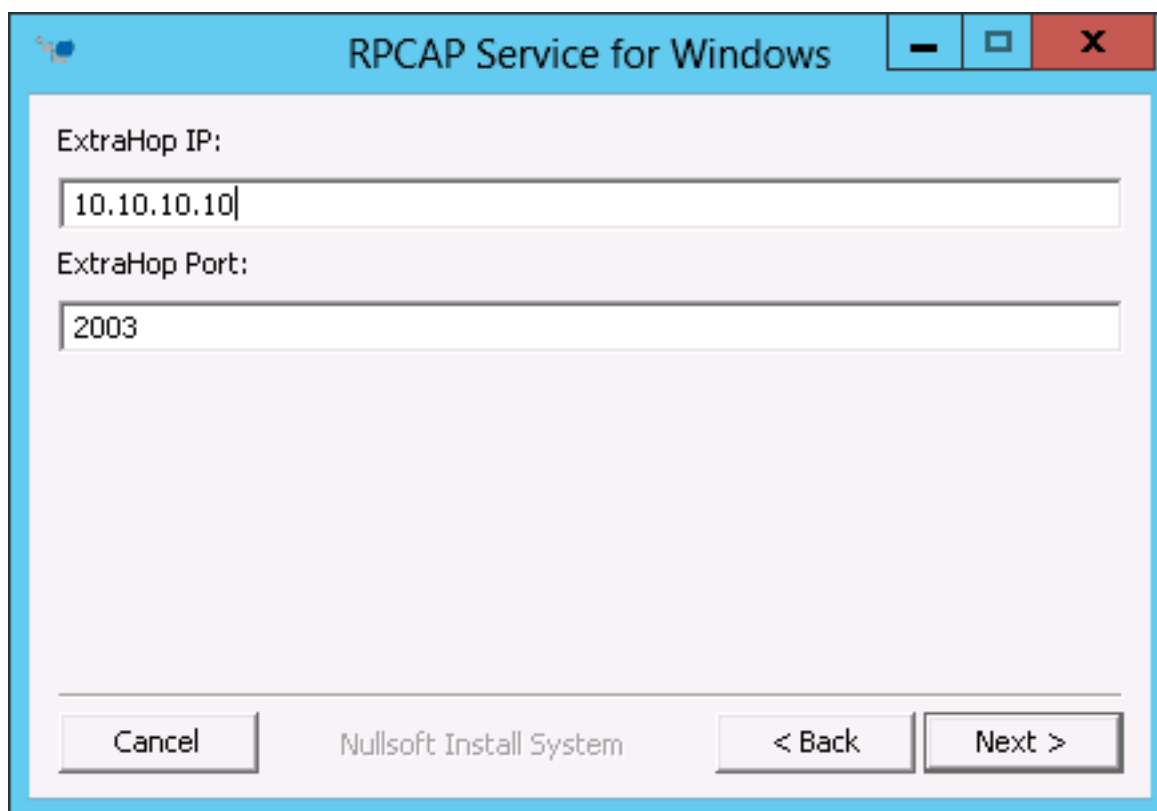 RPCAP Service for Windows
ExtraHop IP:
10.10.10.10
ExtraHop Port:
2003
Cancel Nullsoft Install System < Back Next >